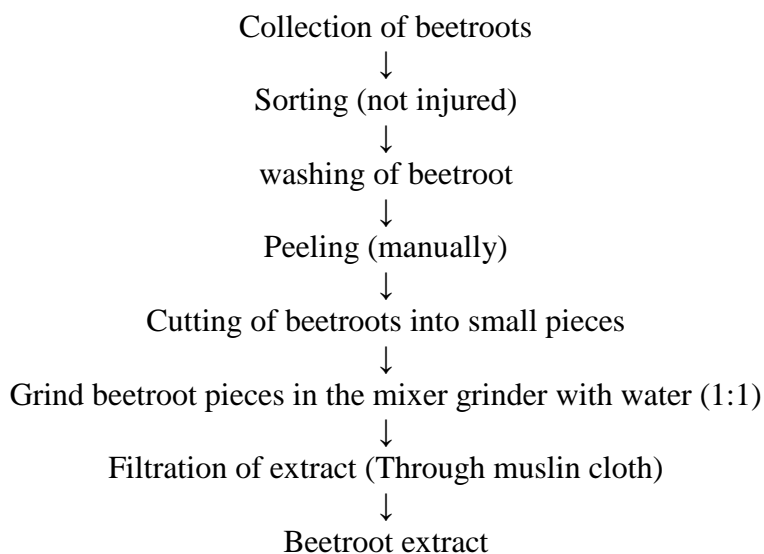 Collection of beetroots
↓
Sorting (not injured)
↓
washing of beetroot
↓
Peeling (manually)
↓
Cutting of beetroots into small pieces
↓
Grind beetroot pieces in the mixer grinder with water (1:1)
↓
Filtration of extract (Through muslin cloth)
↓
Beetroot extract